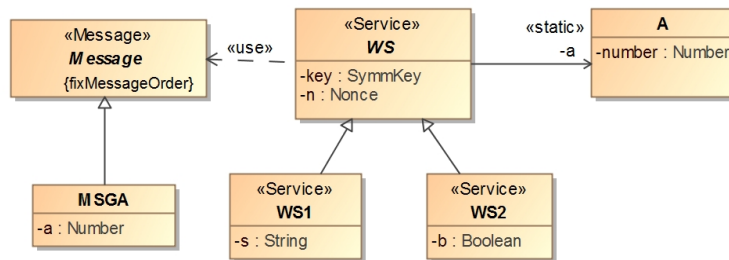 «Message»
Message
{fixMessageOrder}
«use»
«Service»
WS
-key : SymmKey
-n : Nonce
«static»
-a
A
-number : Number
MSGA
-a : Number
«Service»
WS1
-s : String
«Service»
WS2
-b : Boolean